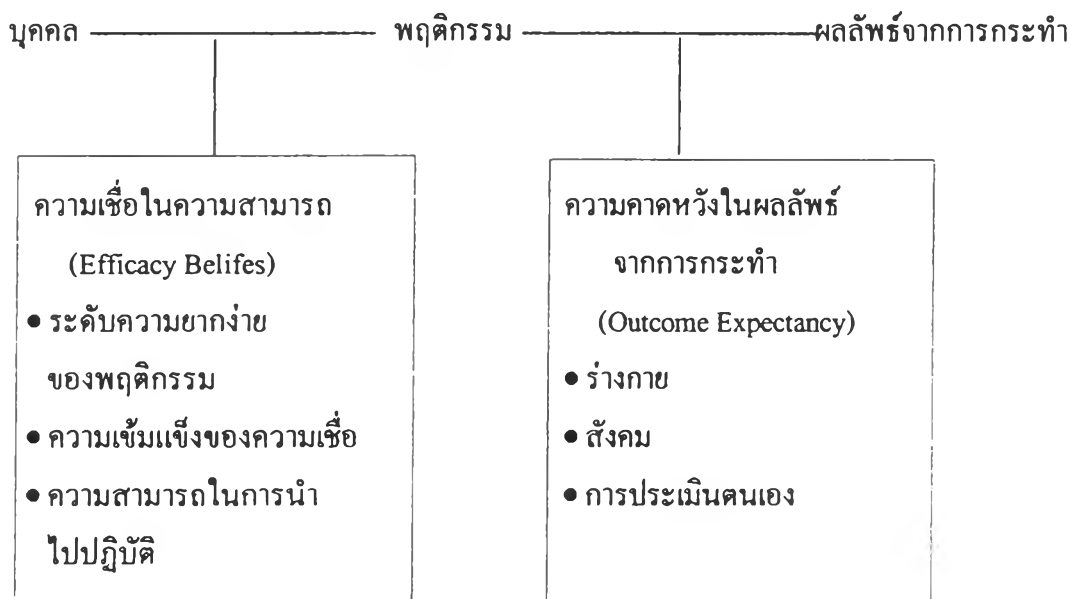 บุคคล พฤติกรรม ผลลัพธ์จากการกระทำ
ความเชื่อในความสามารถ
(Efficacy Belifes)
• ระดับความยากง่าย
ของพฤติกรรม
• ความเข้มแข็งของความเชื่อ
• ความสามารถในการนำ
ไปปฏิบัติ
ความคาดหวังในผลลัพธ์
จากการกระทำ
(Outcome Expectancy)
• ร่างกาย
• สังคม
• การประเมินตนเอง